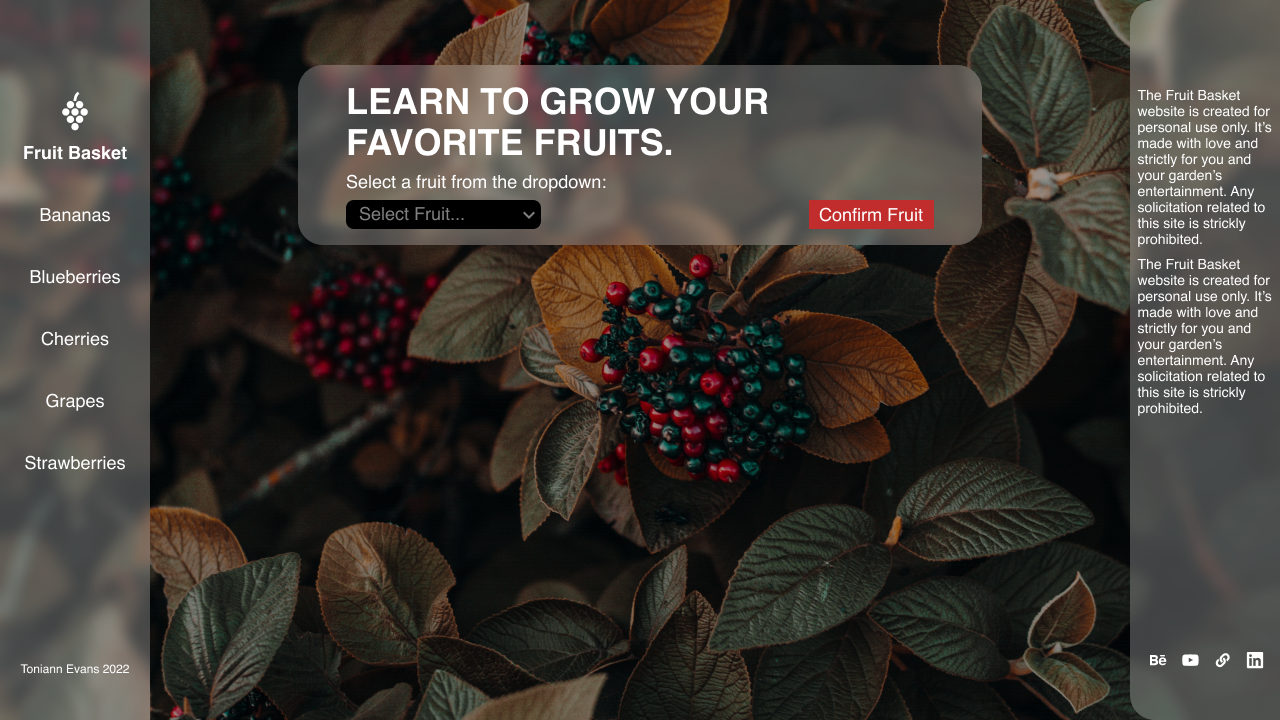 Fruit Basket
Bananas
Blueberries
Cherries
Grapes
Strawberries
Toniann Evans 2022
LEARN TO GROW YOUR
FAVORITE FRUITS.
Select a fruit from the dropdown:
Select Fruit...
Confirm Fruit
The Fruit Basket
website is created for
personal use only. It’s
made with love and
strictly for you and
your garden’s
entertainment. Any
solicitation related to
this site is strickly
prohibited.
The Fruit Basket
website is created for
personal use only. It’s
made with love and
strictly for you and
your garden’s
entertainment. Any
solicitation related to
this site is strickly
prohibited.
Bē
in